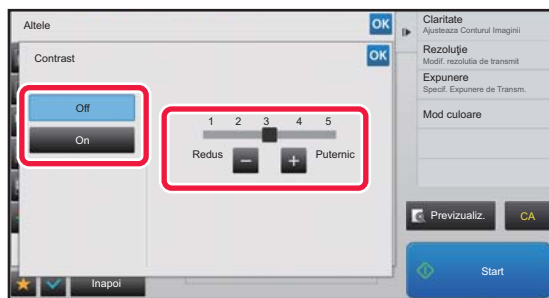 Altele
OK
Contrast
OK
Off
On
1 2 3 4 5
Redus
Puternic
Inapoi
Claritate
Ajusteaza Conturul Imaginii
Rezoluţie
Modif. rezolutia de transmit
Expunere
Specif. Expunere de Transm.
Mod culoare
Previzualiz.
CA
Start